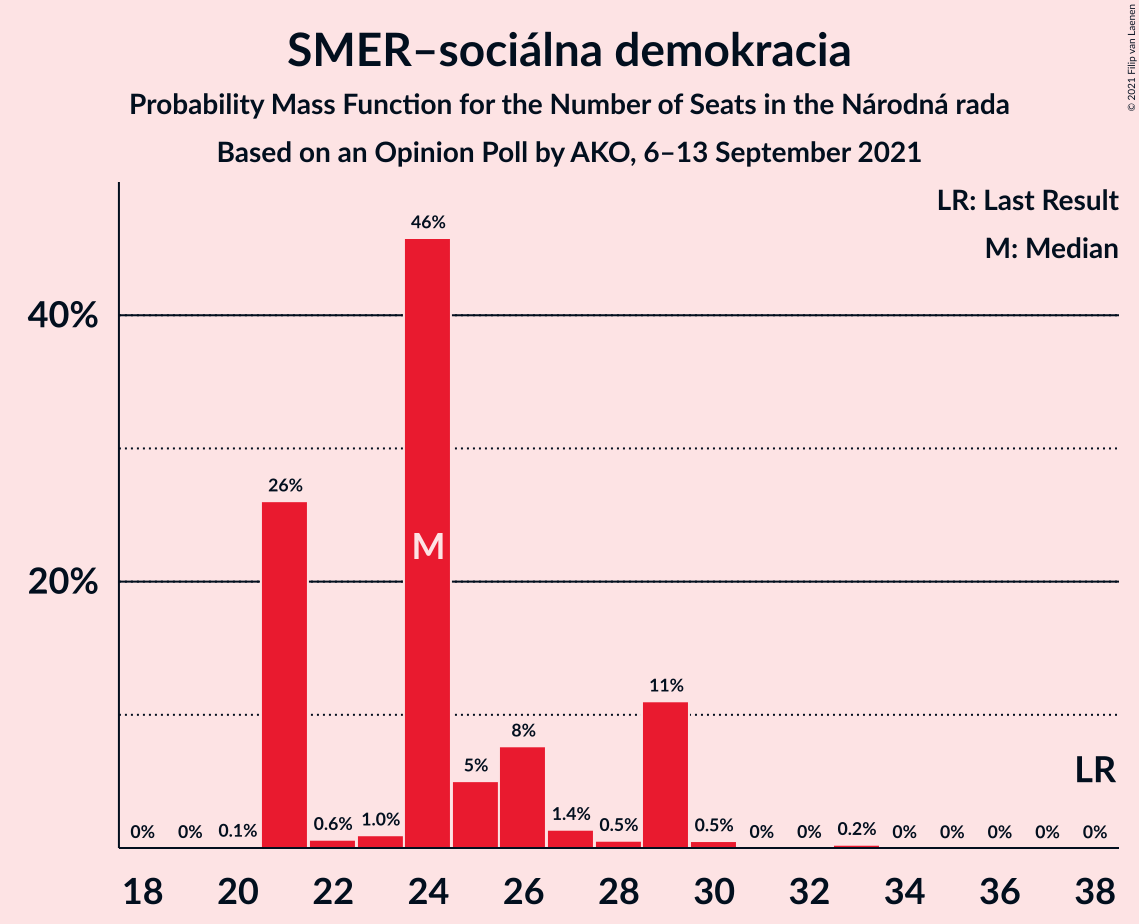 SMER–sociálna demokracia
Probability Mass Function for the Number of Seats in the Národná rada
Based on an Opinion Poll by AKO, 6–13 September 2021
© 2021 Filip van Laenen
LR: Last Result
M: Median
40%
20%
0%
0%
0.1%
26%
0.6%
1.0%
46%
M
5%
8%
1.4%
0.5%
11%
0.5%
0%
0%
0.2%
0%
0%
0%
0%
0%
LR
18 20 22 24 26 28 30 32 34 36 38